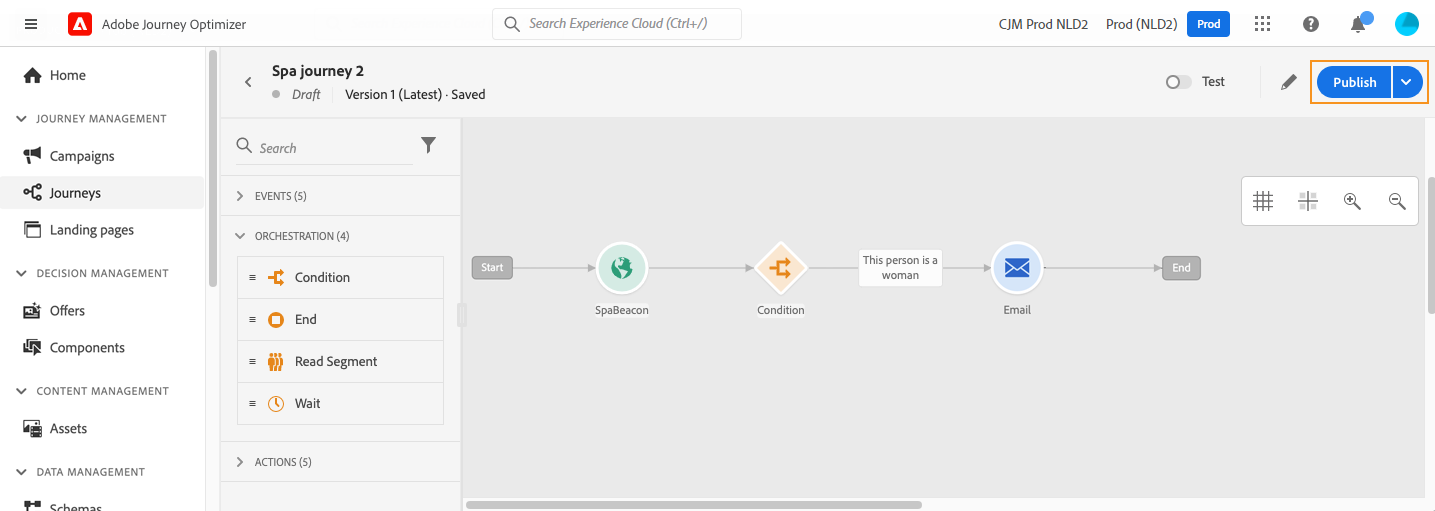 Adobe Journey Optimizer
Search Experience Cloud (Ctrl+/)
CJM Prod NLD2
Prod (NLD2)
Prod
Home
JOURNEY MANAGEMENT
Campaigns
Journeys
Landing pages
DECISION MANAGEMENT
Offers
Components
CONTENT MANAGEMENT
Assets
DATA MANAGEMENT
Schemas
Spa journey 2
Draft
Version 1 (Latest) · Saved
Test
Publish
Search
EVENTS (5)
ORCHESTRATION (4)
Condition
End
Read Segment
Wait
ACTIONS (5)
Start
SpaBeacon
Condition
This person is a
woman
Email
End